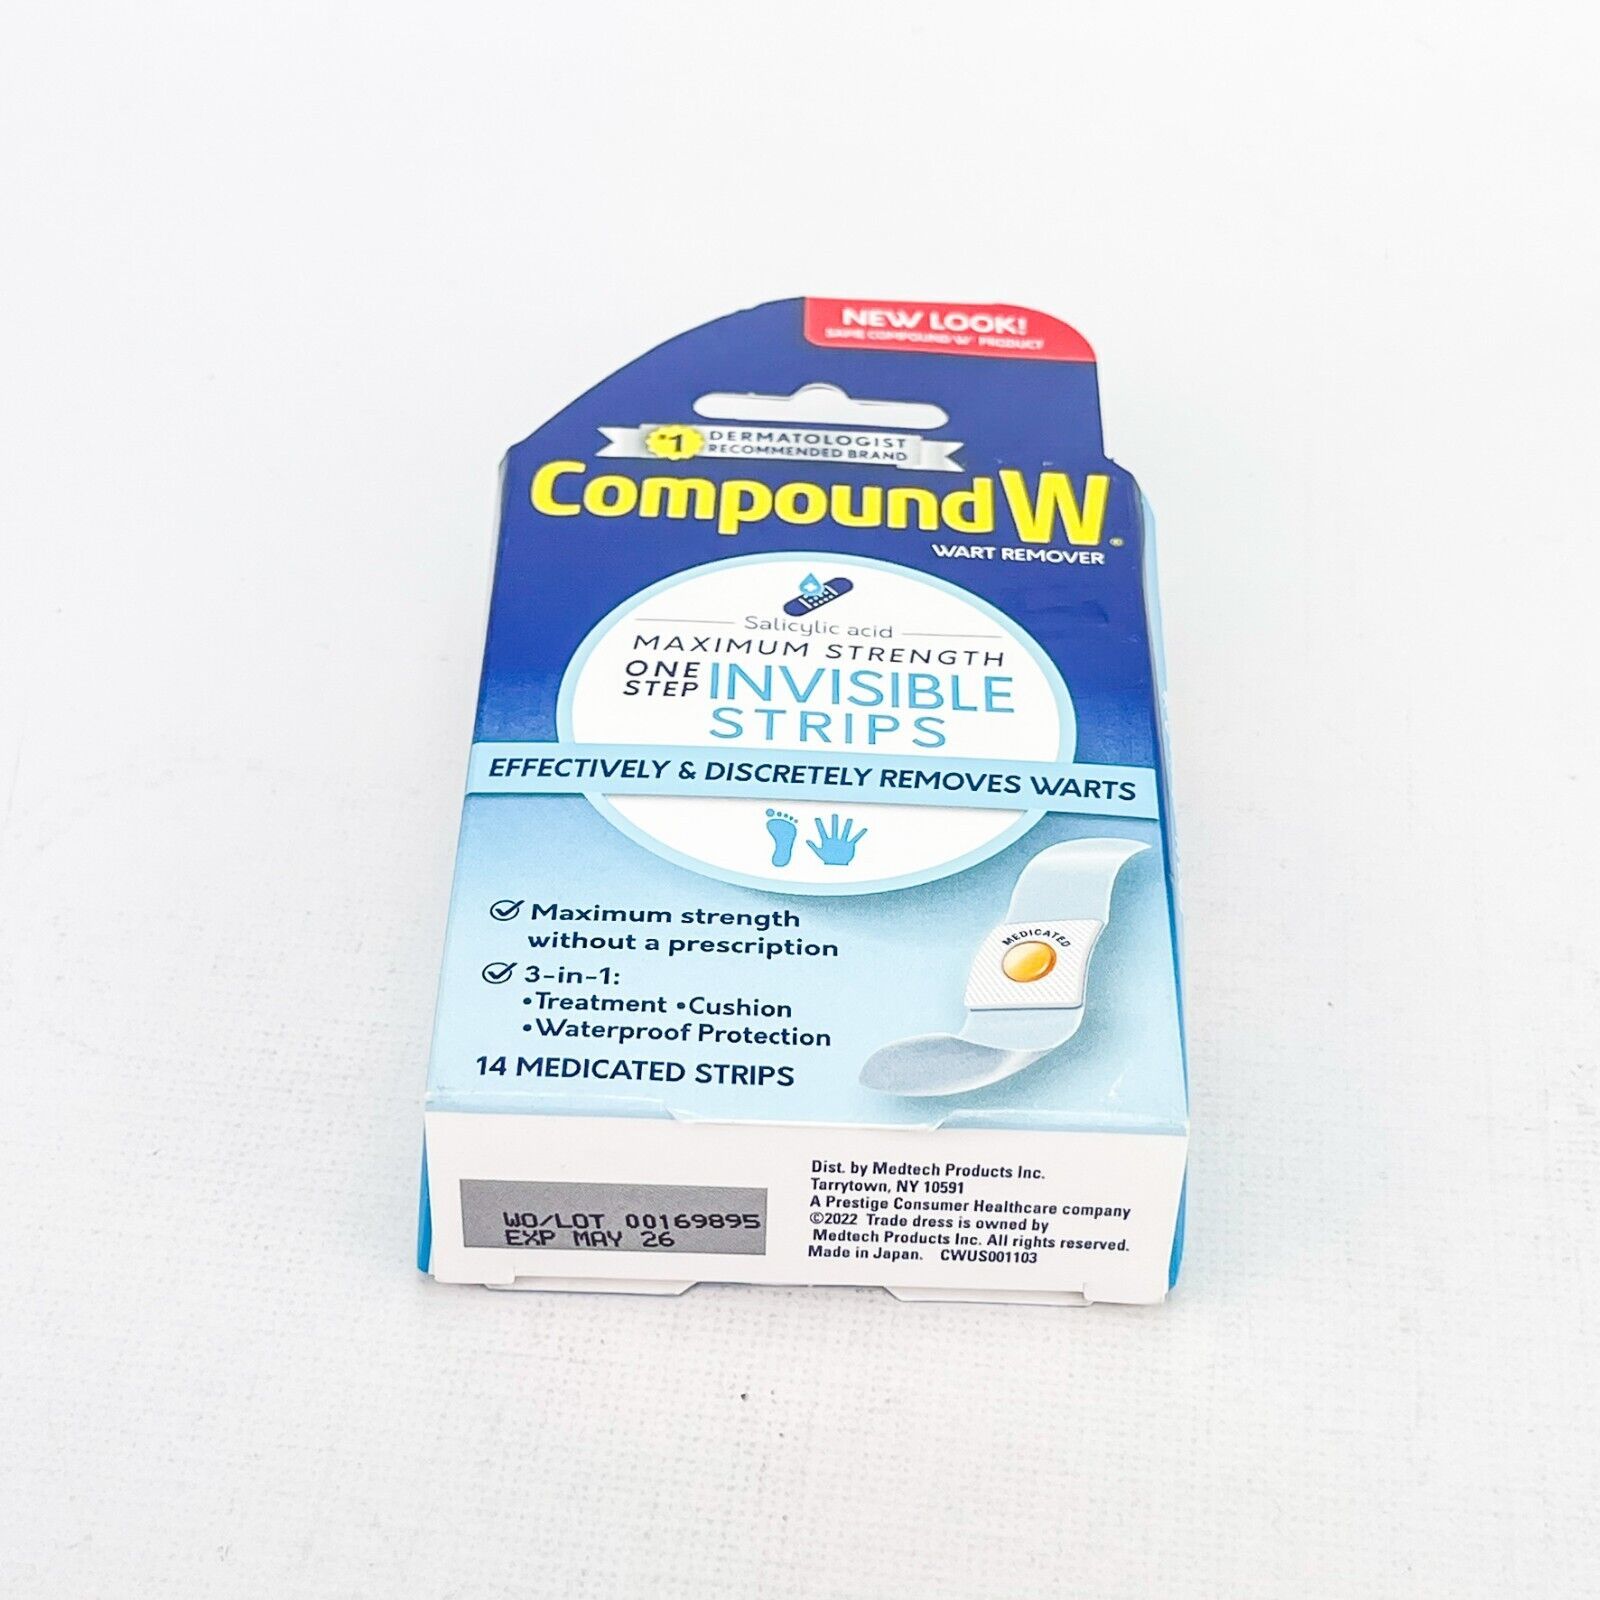 NEW LOOK!
SAME COMPOUND W® PRODUCT
#1 DERMATOLOGIST
RECOMMENDED BRAND
Compound W®
WART REMOVER
Salicylic acid
MAXIMUM STRENGTH
ONE STEP INVISIBLE
STRIPS
EFFECTIVELY & DISCRETELY REMOVES WARTS
Maximum strength
without a prescription
3-in-1:
•Treatment •Cushion
•Waterproof Protection
14 MEDICATED STRIPS
MEDICATED
WO/LOT 00169895
EXP MAY 26
Dist. by Medtech Products Inc.
Tarrytown, NY 10591
A Prestige Consumer Healthcare company
©2022 Trade dress is owned by
Medtech Products Inc. All rights reserved.
Made in Japan. CWUS001103